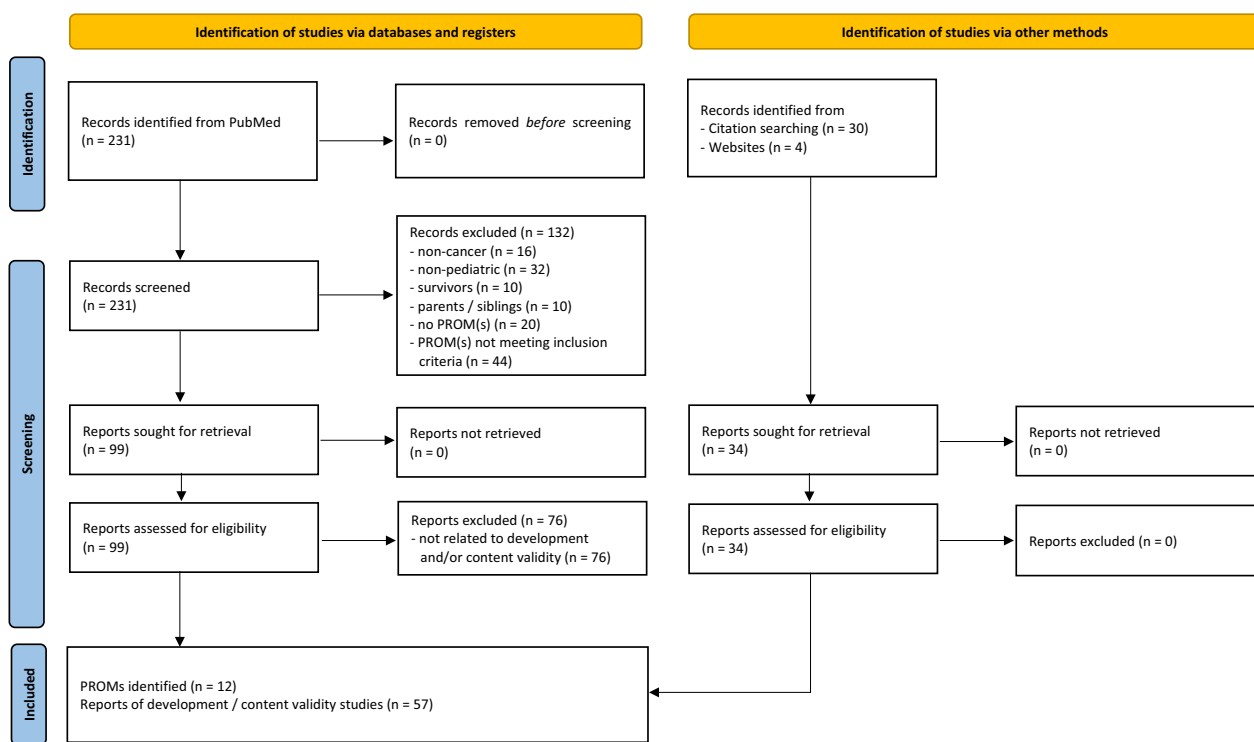 Identification of studies via databases and registers
Identification of studies via other methods
Identification
Records identified from PubMed
(n = 231)
Records removed before screening
(n = 0)
Records identified from
- Citation searching (n = 30)
- Websites (n = 4)
Screening
Records screened
(n = 231)
Records excluded (n = 132)
- non-cancer (n = 16)
- non-pediatric (n = 32)
- survivors (n = 10)
- parents / siblings (n = 10)
- no PROM(s) (n = 20)
- PROM(s) not meeting inclusion
criteria (n = 44)
Reports sought for retrieval
(n = 99)
Reports not retrieved
(n = 0)
Reports sought for retrieval
(n = 34)
Reports not retrieved
(n = 0)
Reports assessed for eligibility
(n = 99)
Reports excluded (n = 76)
- not related to development
and/or content validity (n = 76)
Reports assessed for eligibility
(n = 34)
Reports excluded (n = 0)
Included
PROMs identified (n = 12)
Reports of development / content validity studies (n = 57)